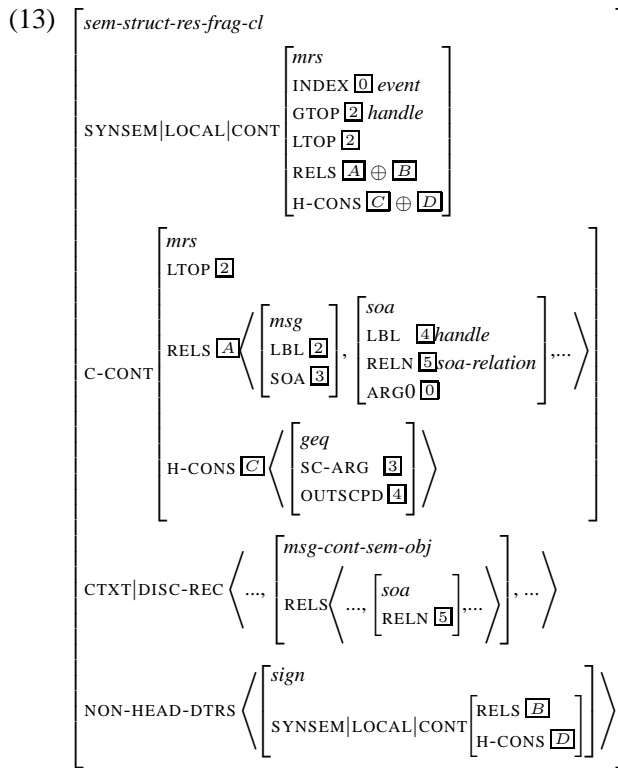 (13)
sem-struct-res-frag-cl
mrs
INDEX 0 event
GTOP 2 handle
SYNSEM|LOCAL|CONT LTOP 2
RELS A ⊕ B
H-CONS C ⊕ D
mrs
LTOP 2
msg soa
LBL 2 , LBL 4 handle
RELS A RELN 5 soa-relation ,...
SOA 3 ARG0 0
C-CONT
geq
H-CONS C SC-ARG 3
OUTSCPD 4
msg-cont-sem-obj
CTXT|DISC-REC ..., RELS ..., soa ,... , ...
RELN 5
sign
NON-HEAD-DTRS RELS B
SYNSEM|LOCAL|CONT
H-CONS D